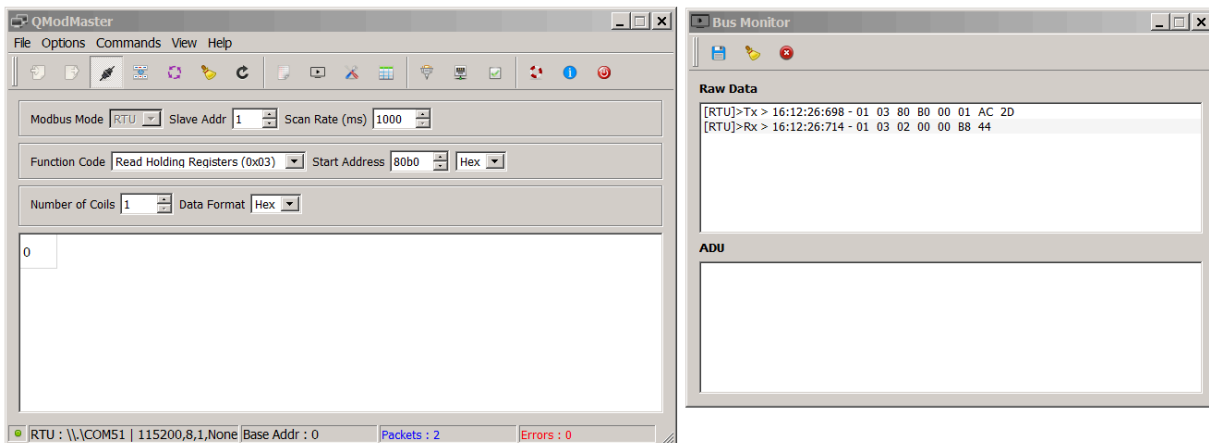 QModMaster
File Options Commands View Help
Modbus Mode RTU Slave Addr 1 Scan Rate (ms) 1000
Function Code Read Holding Registers (0x03) Start Address 80b0 Hex
Number of Coils 1 Data Format Hex
0
RTU : \\.\COM51 | 115200,8,1,None Base Addr : 0 Packets : 2 Errors : 0
Bus Monitor
Raw Data
[RTU]>Tx > 16:12:26:698 - 01 03 80 B0 00 01 AC 2D
[RTU]>Rx > 16:12:26:714 - 01 03 02 00 00 B8 44
ADU